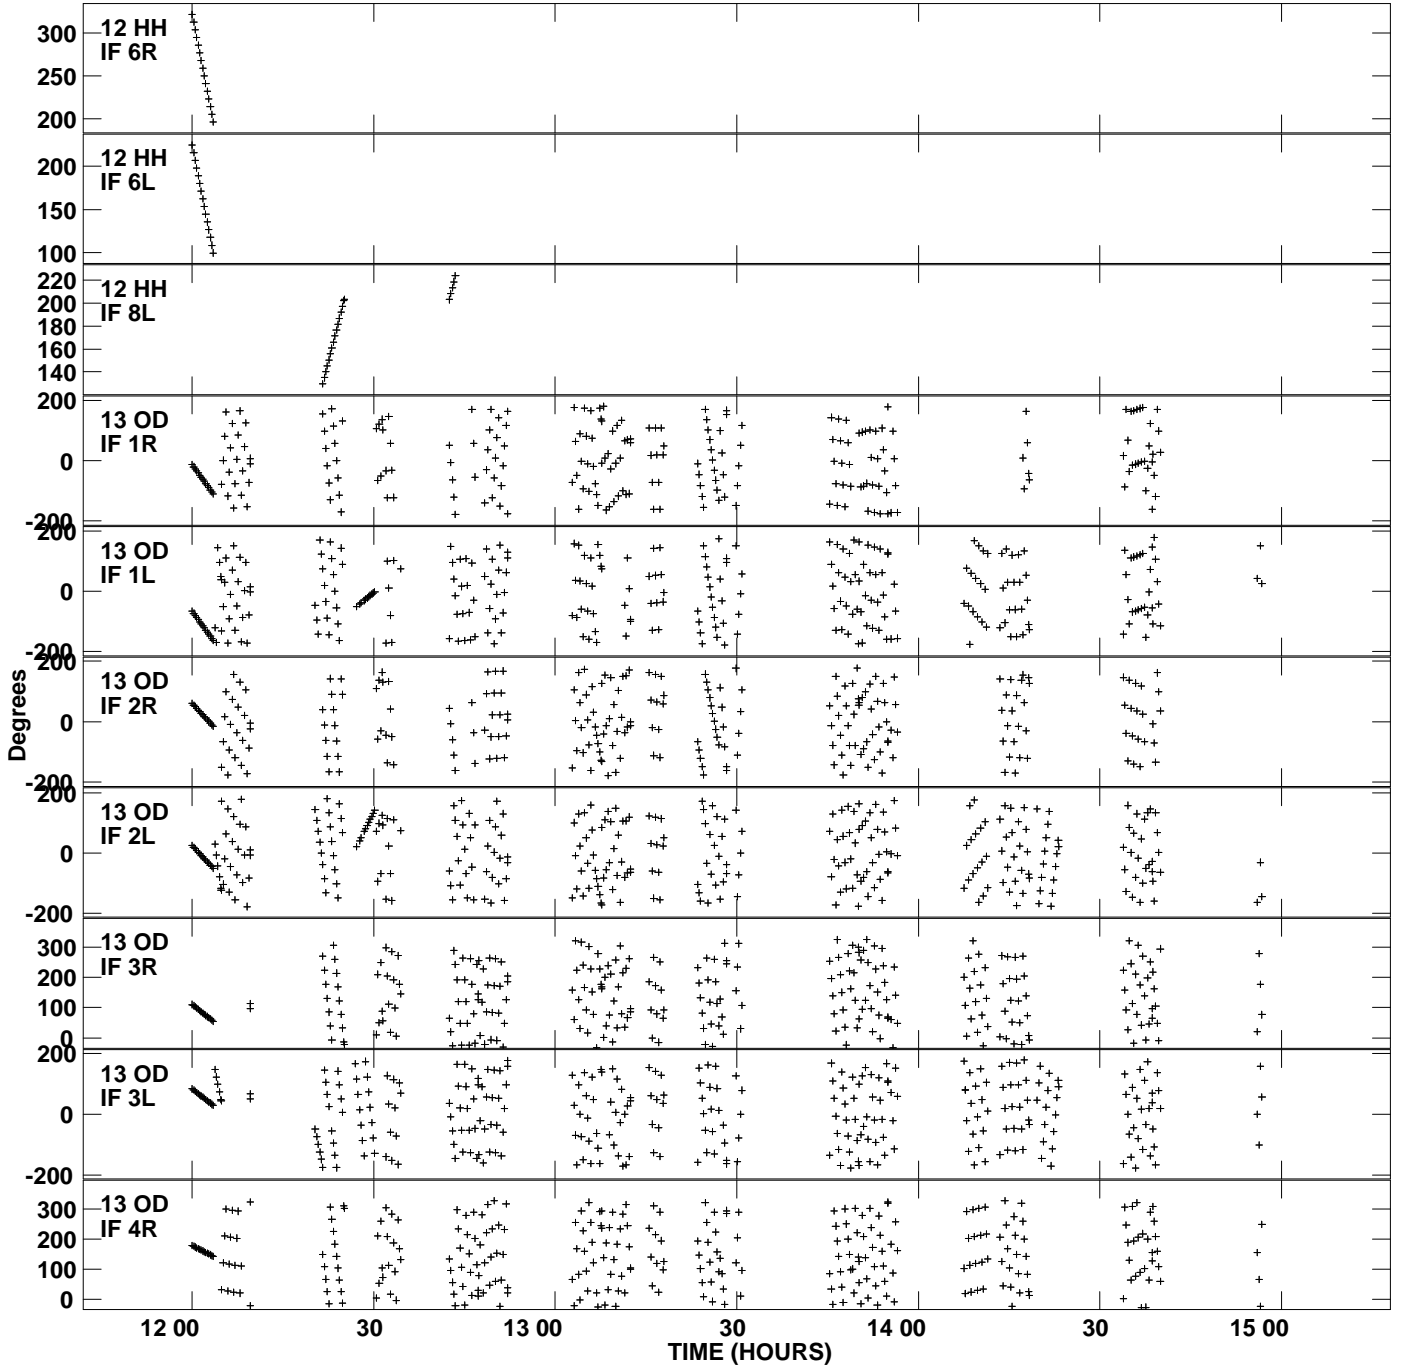 300
250
200
12 HH
IF 6R
200
150
100
12 HH
IF 6L
220
200
180
160
140
12 HH
IF 8L
200
0
-200
13 OD
IF 1R
200
0
-200
13 OD
IF 1L
200
0
-200
13 OD
IF 2R
200
0
-200
13 OD
IF 2L
300
200
100
0
13 OD
IF 3R
200
0
-200
13 OD
IF 3L
300
200
100
0
13 OD
IF 4R
Degrees
12 00 30 13 00 30 14 00 30 15 00
TIME (HOURS)